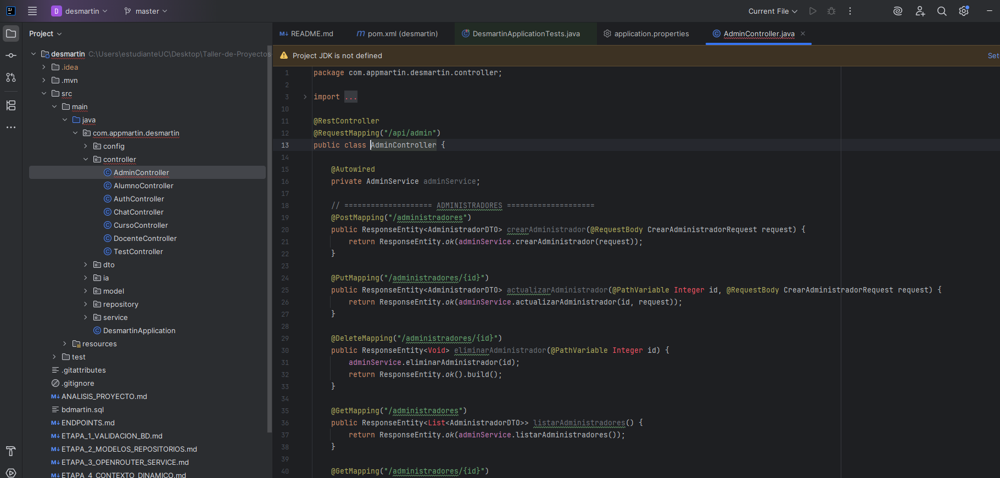 D desmartin master Current File
Project
desmartin C:\Users\estudianteUC\Desktop\Taller-de-Proyectos
.idea
.mvn
src
main
java
com.appmartin.desmartin
config
controller
AdminController
AlumnoController
AuthController
ChatController
CursoController
DocenteController
TestController
dto
ia
model
repository
service
DesmartinApplication
resources
test
.gitattributes
.gitignore
M↓ ANALISIS_PROYECTO.md
bdmartin.sql
M↓ ENDPOINTS.md
M↓ ETAPA_1_VALIDACION_BD.md
M↓ ETAPA_2_MODELOS_REPOSITORIOS.md
M↓ ETAPA_3_OPENROUTER_SERVICE.md
M↓ ETAPA_4_CONTEXTO_DINAMICO.md
M↓ README.md m pom.xml (desmartin) DesmartinApplicationTests.java application.properties AdminController.java
Project JDK is not defined Set
1 package com.appmartin.desmartin.controller;
2
3 import ...
10
11 @RestController
12 @RequestMapping("/api/admin")
13 public class AdminController {
14
15 @Autowired
16 private AdminService adminService;
17
18 // ==================== ADMINISTRADORES ====================
19 @PostMapping("/administradores")
20 public ResponseEntity<AdministradorDTO> crearAdministrador(@RequestBody CrearAdministradorRequest request) {
21 return ResponseEntity.ok(adminService.crearAdministrador(request));
22 }
23
24 @PutMapping("/administradores/{id}")
25 public ResponseEntity<AdministradorDTO> actualizarAdministrador(@PathVariable Integer id, @RequestBody CrearAdministradorRequest request) {
26 return ResponseEntity.ok(adminService.actualizarAdministrador(id, request));
27 }
28
29 @DeleteMapping("/administradores/{id}")
30 public ResponseEntity<Void> eliminarAdministrador(@PathVariable Integer id) {
31 adminService.eliminarAdministrador(id);
32 return ResponseEntity.ok().build();
33 }
34
35 @GetMapping("/administradores")
36 public ResponseEntity<List<AdministradorDTO>> listarAdministradores() {
37 return ResponseEntity.ok(adminService.listarAdministradores());
38 }
39
40 @GetMapping("/administradores/{id}")